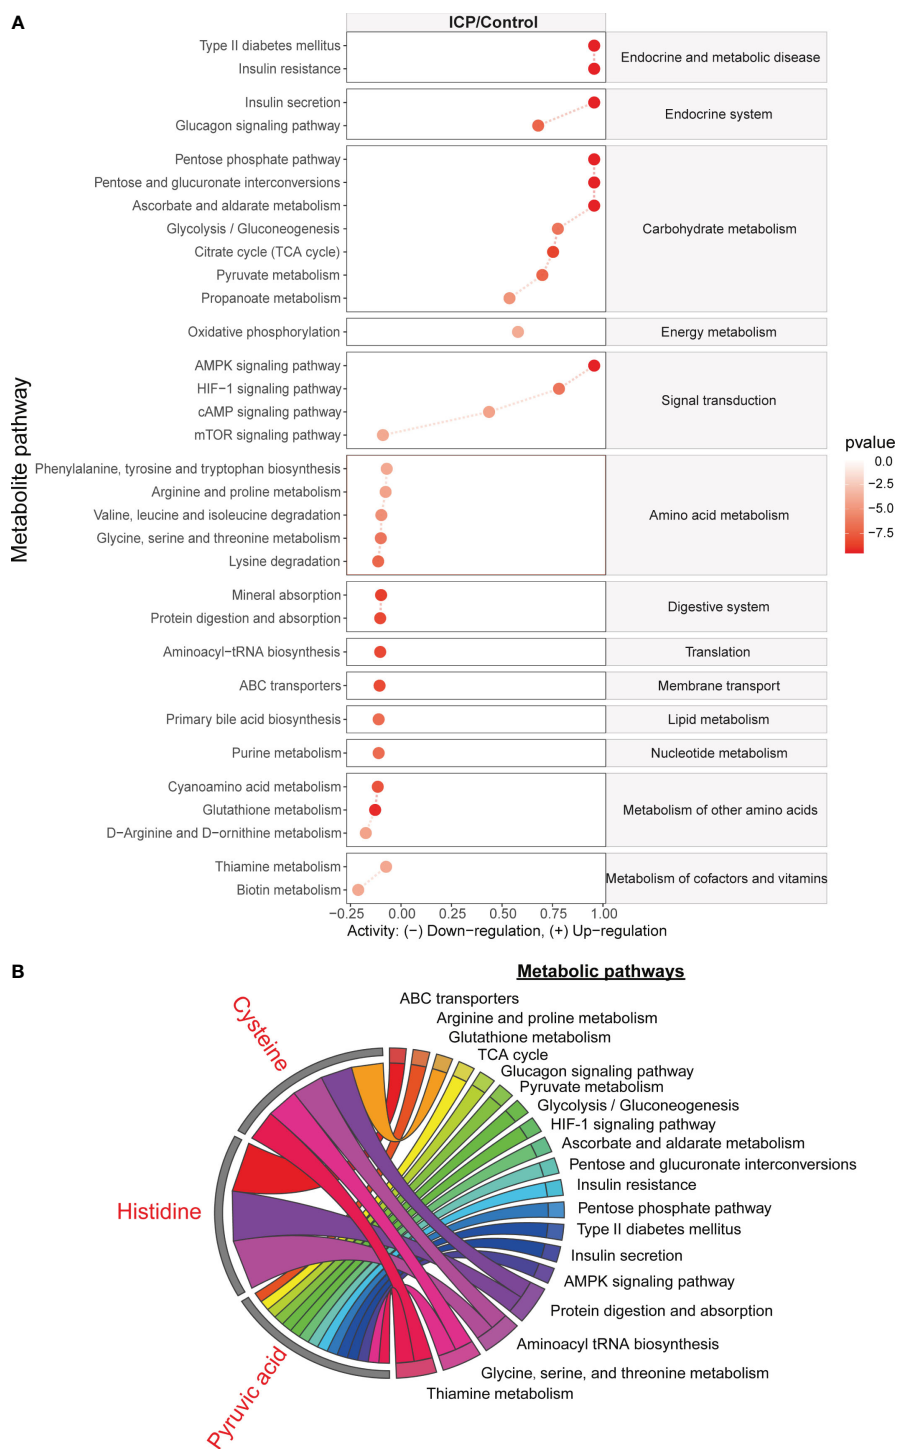 A
ICP/Control
Type II diabetes mellitus
Insulin resistance
Endocrine and metabolic disease
Insulin secretion
Glucagon signaling pathway
Endocrine system
Pentose phosphate pathway
Pentose and glucuronate interconversions
Ascorbate and aldarate metabolism
Glycolysis / Gluconeogenesis
Citrate cycle (TCA cycle)
Pyruvate metabolism
Propanoate metabolism
Carbohydrate metabolism
Oxidative phosphorylation
Energy metabolism
AMPK signaling pathway
HIF−1 signaling pathway
cAMP signaling pathway
mTOR signaling pathway
Signal transduction
Phenylalanine, tyrosine and tryptophan biosynthesis
Arginine and proline metabolism
Valine, leucine and isoleucine degradation
Glycine, serine and threonine metabolism
Lysine degradation
Amino acid metabolism
Mineral absorption
Protein digestion and absorption
Digestive system
Aminoacyl−tRNA biosynthesis
Translation
ABC transporters
Membrane transport
Primary bile acid biosynthesis
Lipid metabolism
Purine metabolism
Nucleotide metabolism
Cyanoamino acid metabolism
Glutathione metabolism
D−Arginine and D−ornithine metabolism
Metabolism of other amino acids
Thiamine metabolism
Biotin metabolism
Metabolism of cofactors and vitamins
Metabolite pathway
−0.25 0.00 0.25 0.50 0.75 1.00
Activity: (−) Down−regulation, (+) Up−regulation
pvalue
0.0
−2.5
−5.0
−7.5
B
Metabolic pathways
Cysteine
Histidine
Pyruvic acid
ABC transporters
Arginine and proline metabolism
Glutathione metabolism
TCA cycle
Glucagon signaling pathway
Pyruvate metabolism
Glycolysis / Gluconeogenesis
HIF-1 signaling pathway
Ascorbate and aldarate metabolism
Pentose and glucuronate interconversions
Insulin resistance
Pentose phosphate pathway
Type II diabetes mellitus
Insulin secretion
AMPK signaling pathway
Protein digestion and absorption
Aminoacyl tRNA biosynthesis
Glycine, serine, and threonine metabolism
Thiamine metabolism